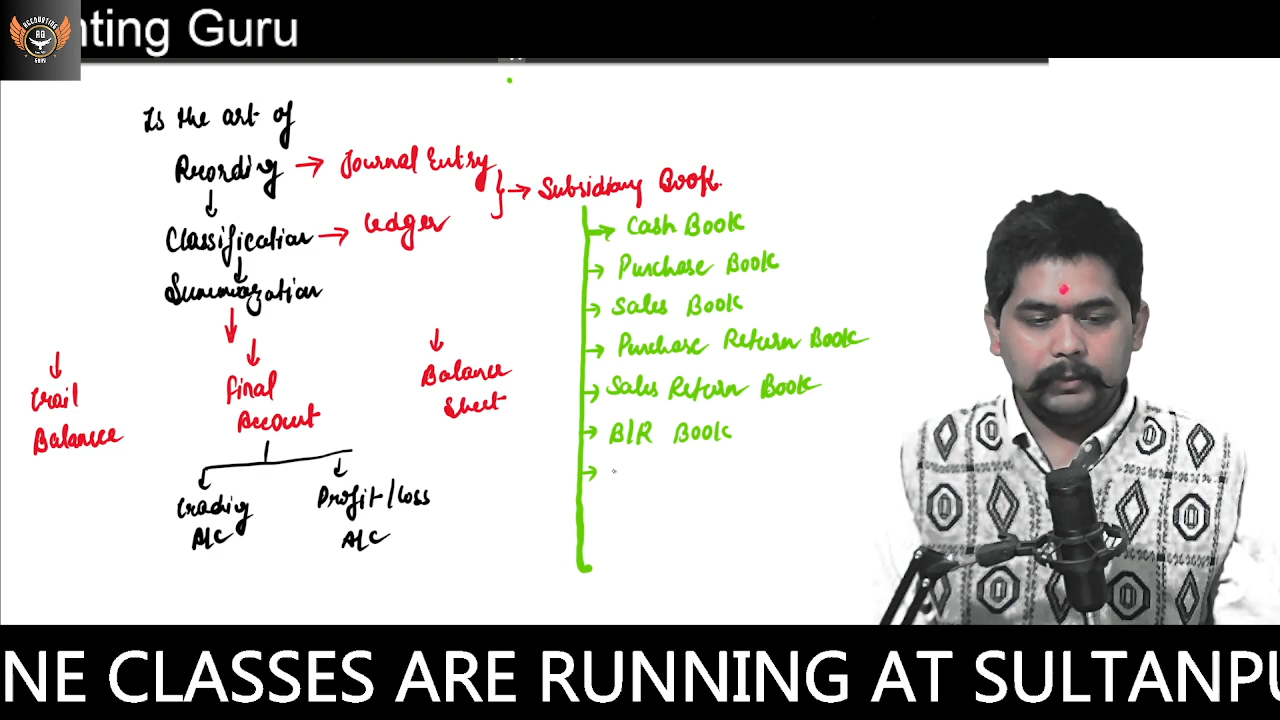 nting Guru
AG
Is the art of
Recording → Journal Entry
→ Subsidiary Book.
Classification → Ledger
Summazation
Trail
Balance
Final
Account
Balance
Sheet
Trading
A/C
Profit/Loss
A/C
Cash Book
Purchase Book
Sales Book
Purchase Return Book
Sales Return Book
B/R Book
NE CLASSES ARE RUNNING AT SULTANPU